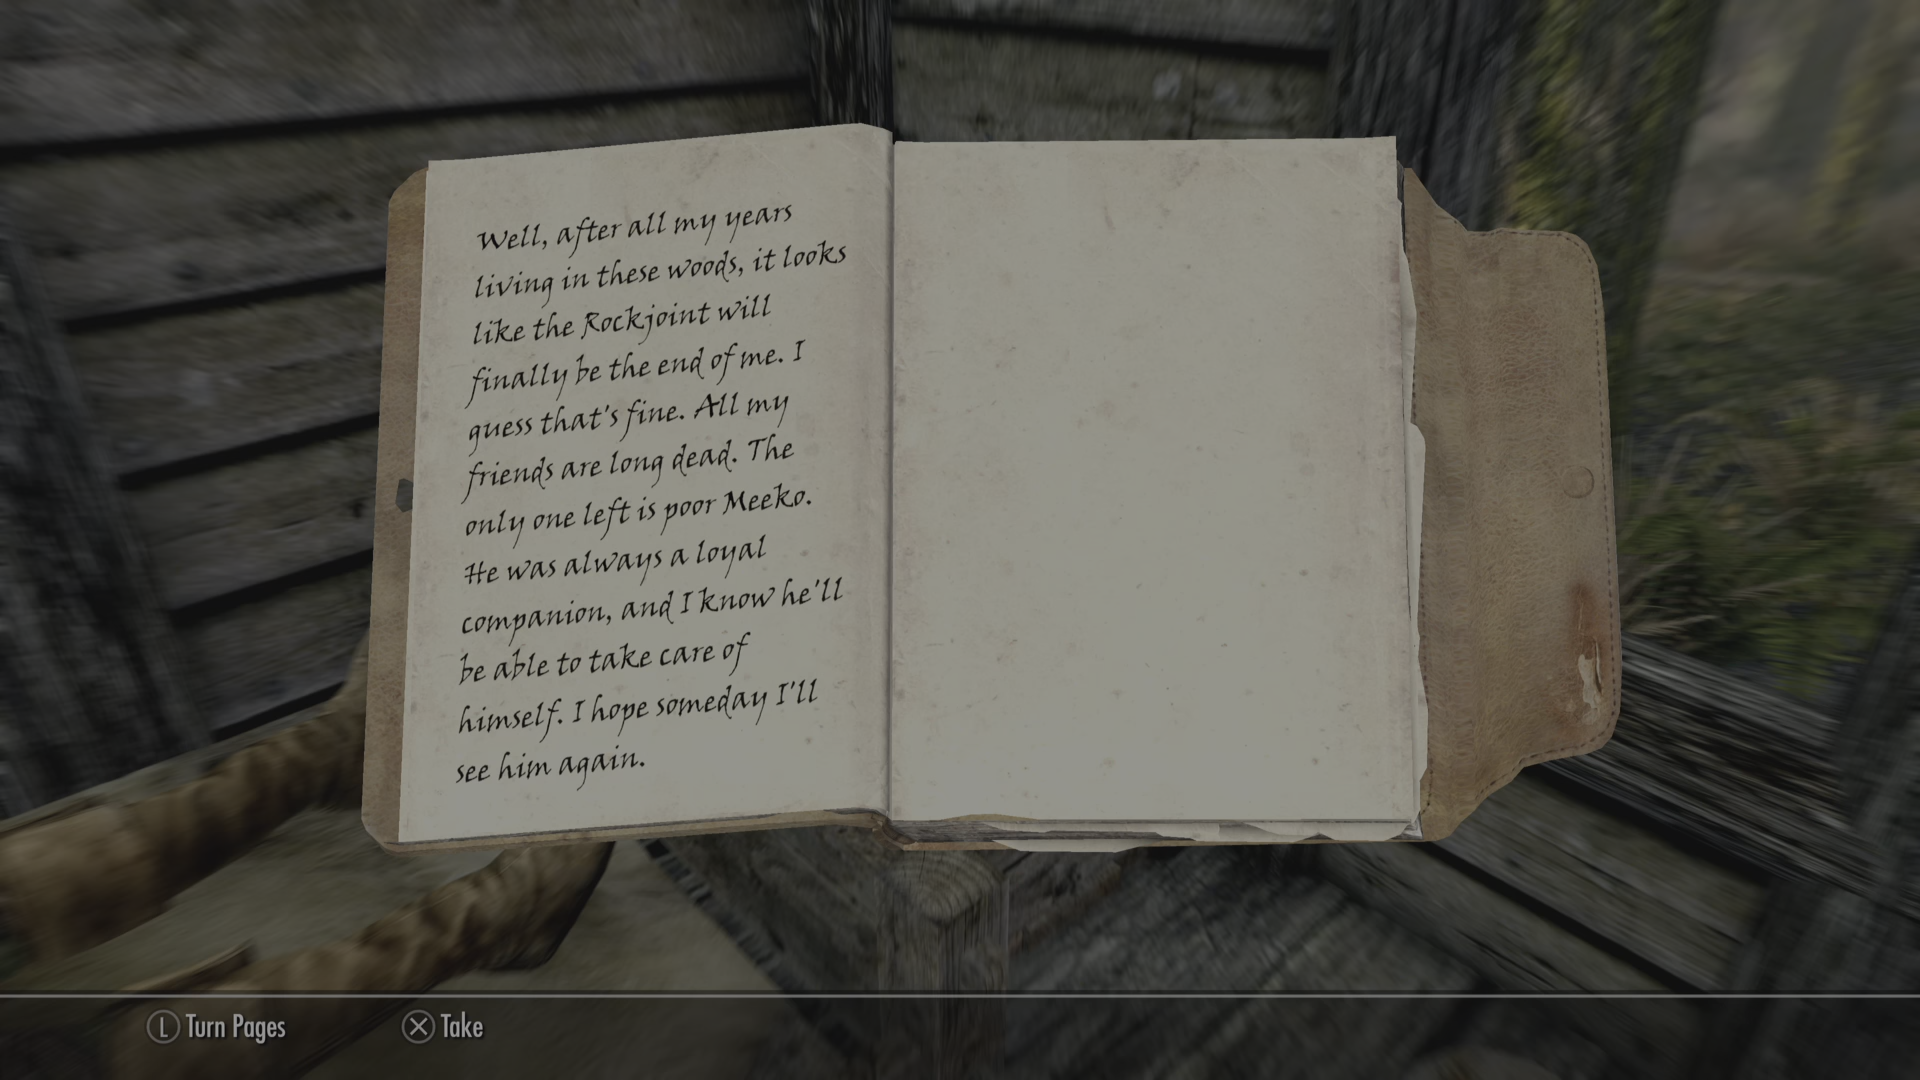 Well, after all my years
living in these woods, it looks
like the Rockjoint will
finally be the end of me. I
guess that's fine. All my
friends are long dead. The
only one left is poor Meeko.
He was always a loyal
companion, and I know he'll
be able to take care of
himself. I hope someday I'll
see him again.
L Turn Pages
X Take